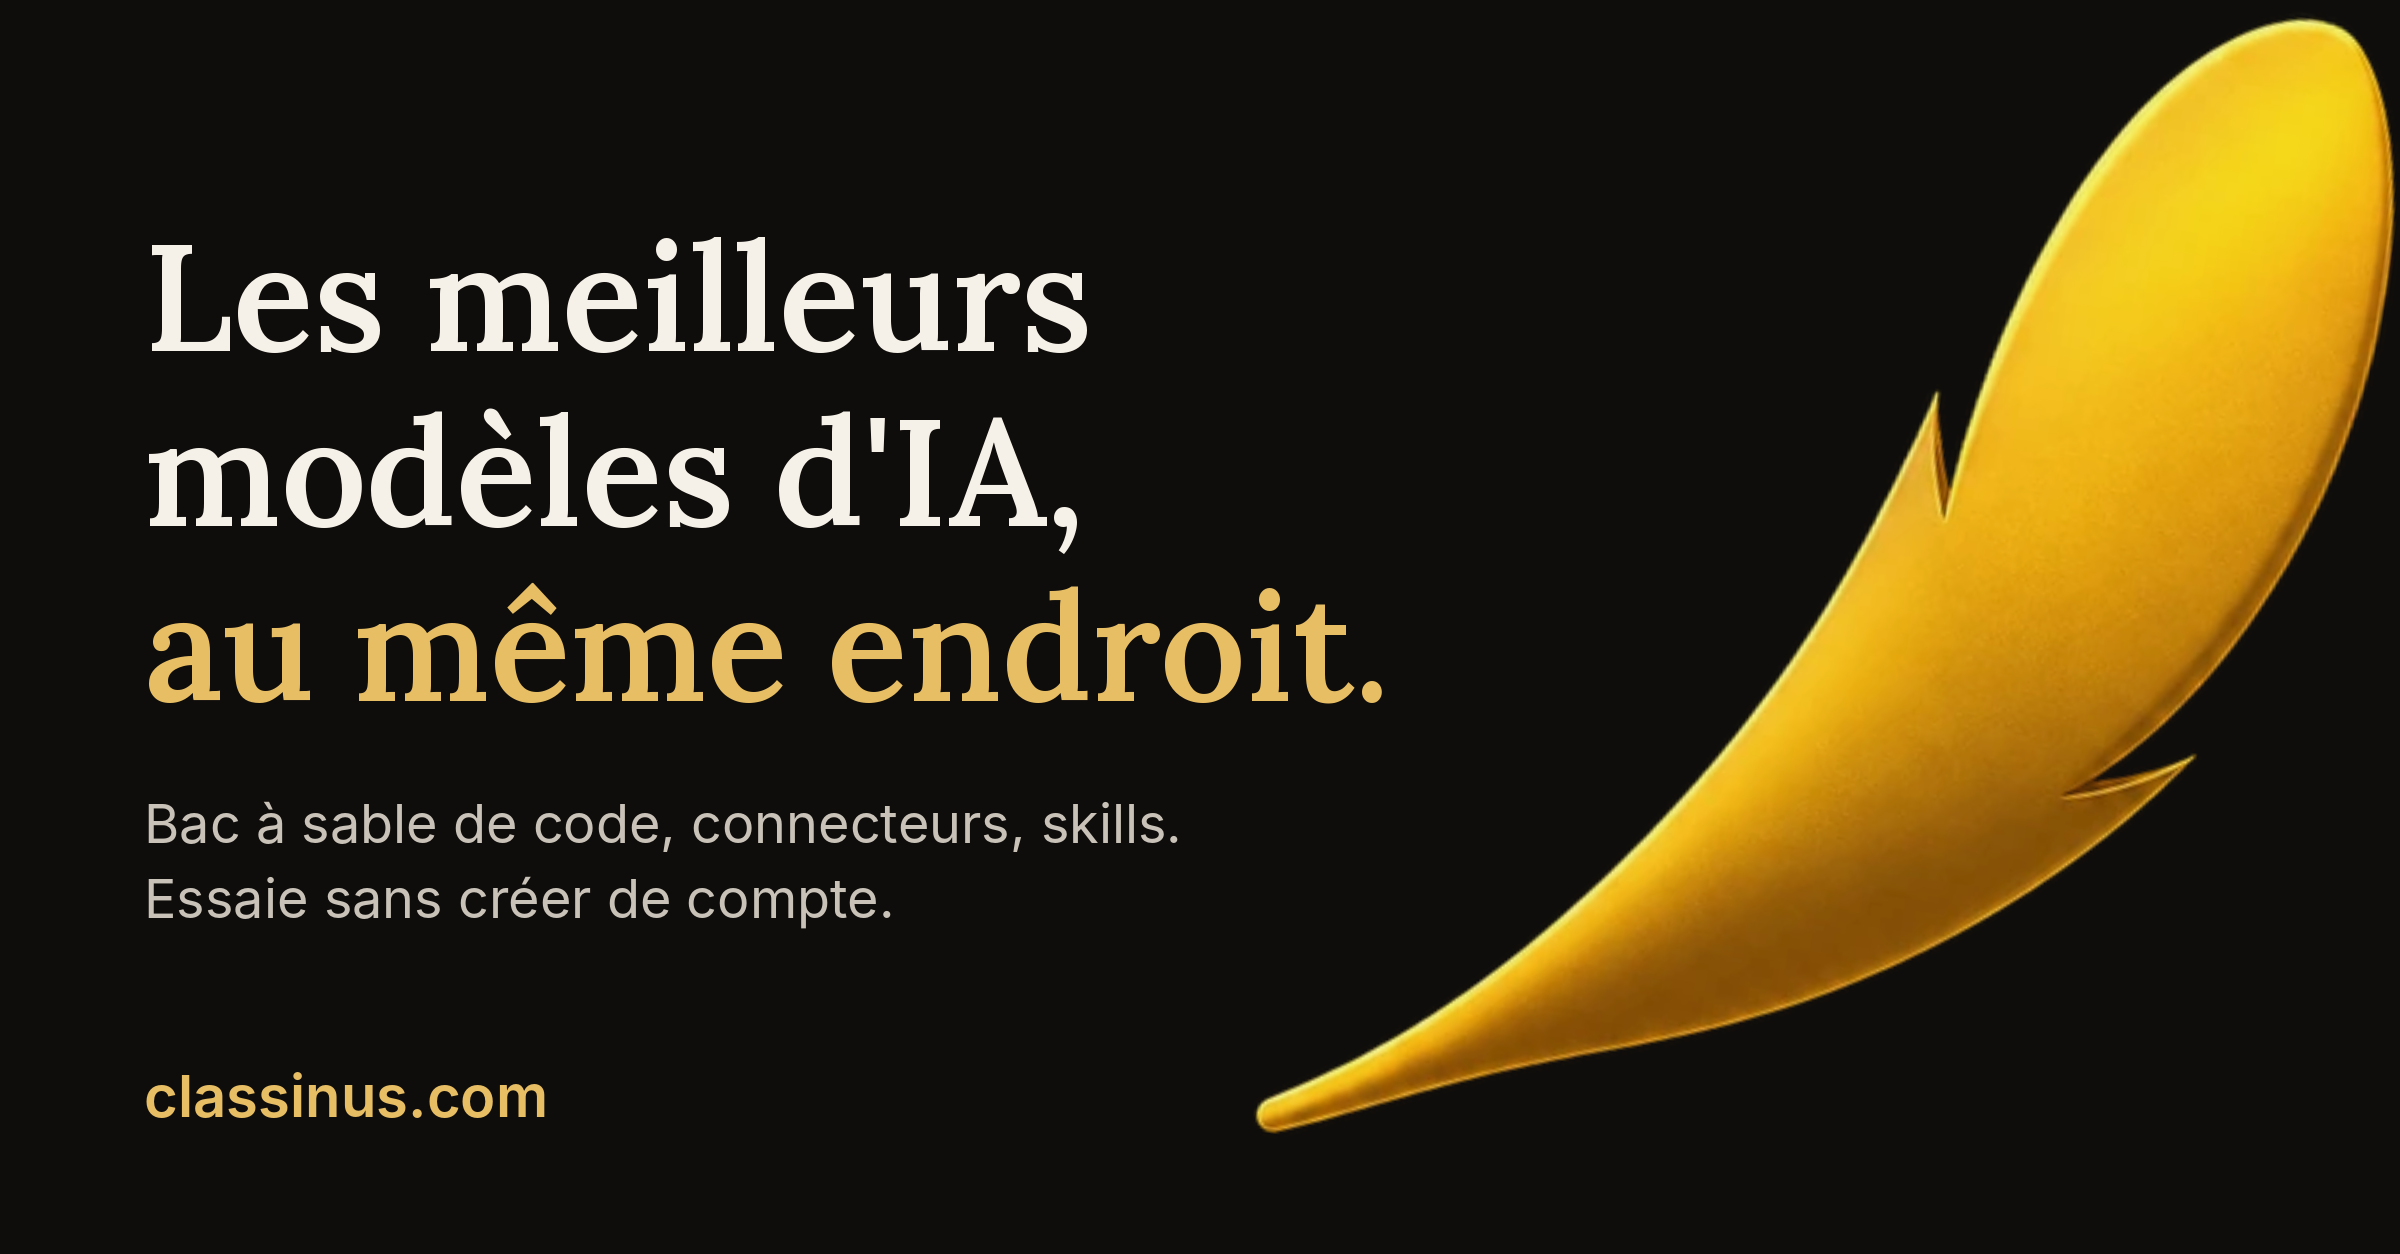 Les meilleurs
modèles d'IA,
au même endroit.
Bac à sable de code, connecteurs, skills.
Essaie sans créer de compte.
classinus.com